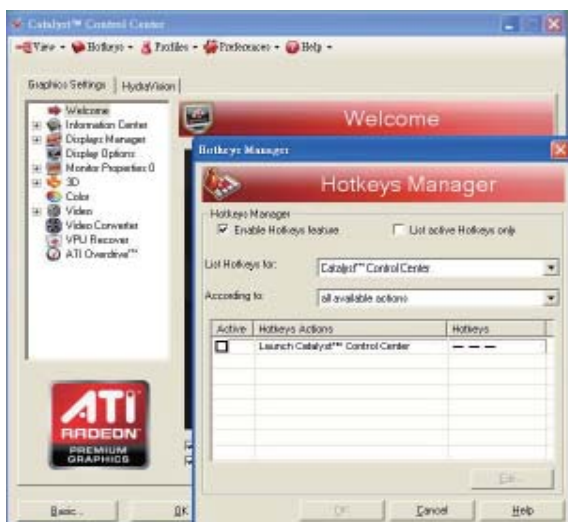 Catalyst™ Control Center
View Hotkeys Profiles Preferences Help
Graphics Settings HydraVision
Welcome
Information Center
Displays Manager
Display Options
Monitor Properties 0
3D
Color
Video
Video Converter
VPU Recover
ATI Overdrive™
Welcome
ATI
RADEON
PREMIUM
GRAPHICS
Basic...
OK
Hotkeys Manager
Hotkeys Manager
Hotkeys Manager
Enable Hotkeys feature
List active Hotkeys only
List Hotkeys for:
Catalyst™ Control Center
According to:
all available actions
Active Hotkeys Actions Hotkeys
Launch Catalyst™ Control Center — — —
Edit...
OK Cancel Help